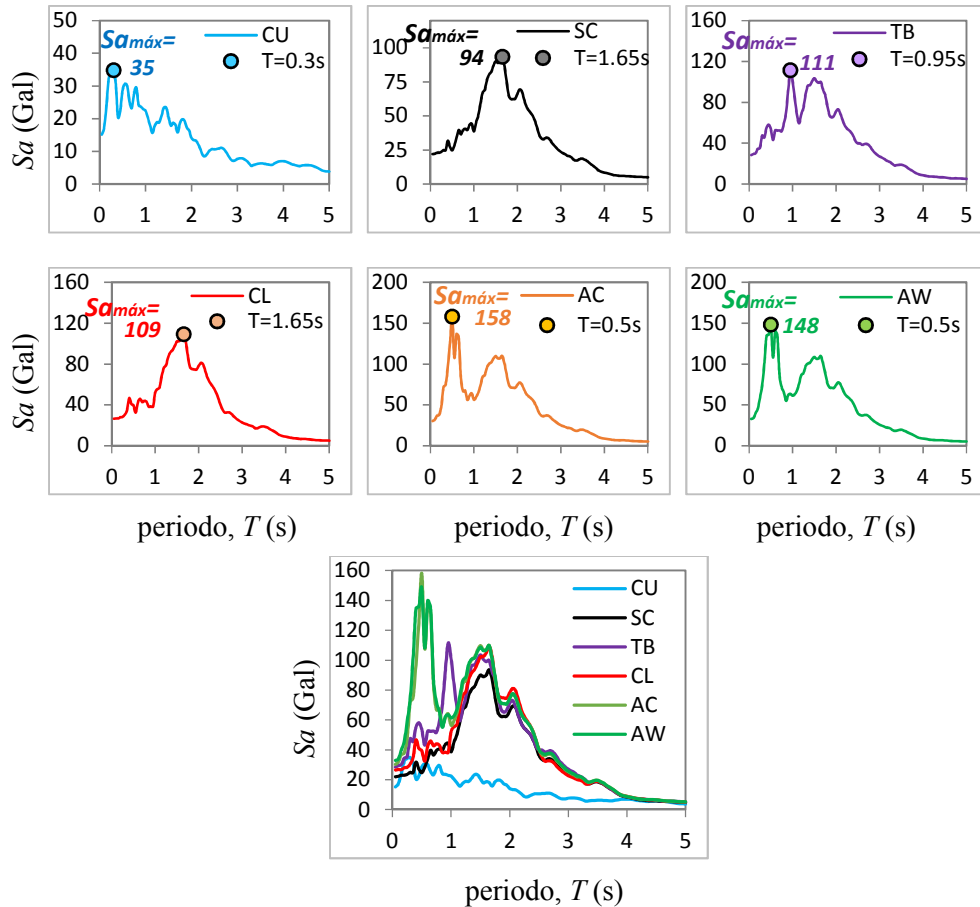 50
40
30
20
10
0
Sa (Gal)
0 1 2 3 4 5
Samáx=
35
CU
T=0.3s
100
75
50
25
0
0 1 2 3 4 5
Samáx=
94
SC
T=1.65s
160
120
80
40
0
0 1 2 3 4 5
Samáx=
111
TB
T=0.95s
160
120
80
40
0
Sa (Gal)
0 1 2 3 4 5
Samáx=
109
CL
T=1.65s
periodo, T (s)
200
150
100
50
0
0 1 2 3 4 5
Samáx=
158
AC
T=0.5s
periodo, T (s)
200
150
100
50
0
0 1 2 3 4 5
Samáx=
148
AW
T=0.5s
periodo, T (s)
160
140
120
100
80
60
40
20
0
Sa (Gal)
0 1 2 3 4 5
CU
SC
TB
CL
AC
AW
periodo, T (s)